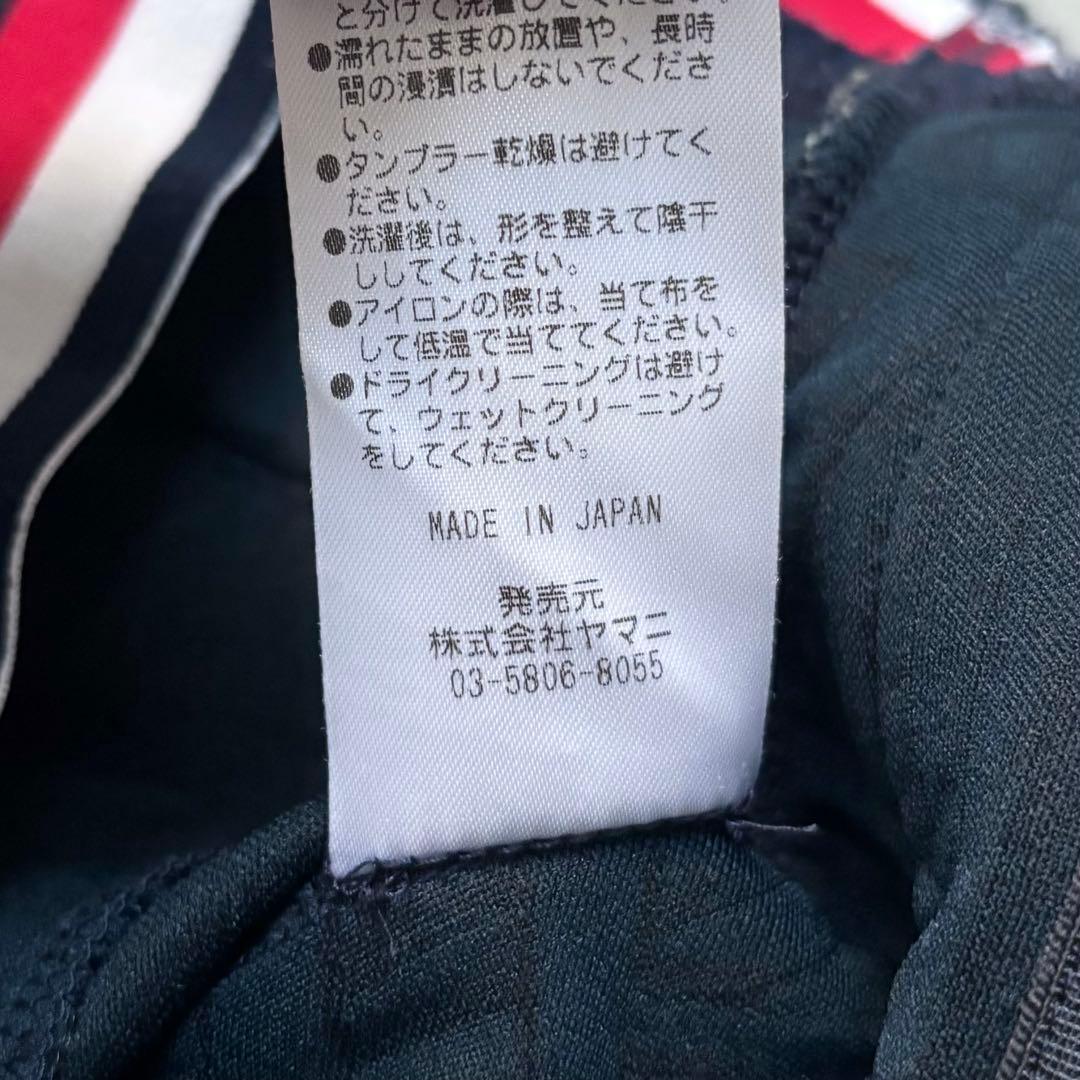 と分けて洗濯してください。
●濡れたままの放置や、長時
間の浸漬はしないでくださ
い。
●タンブラー乾燥は避けてく
ださい。
●洗濯後は、形を整えて陰干
ししてください。
●アイロンの際は、当て布を
して低温で当ててください。
●ドライクリーニングは避け
て、ウェットクリーニング
をしてください。
MADE IN JAPAN
発売元
株式会社ヤマニ
03-5806-8055